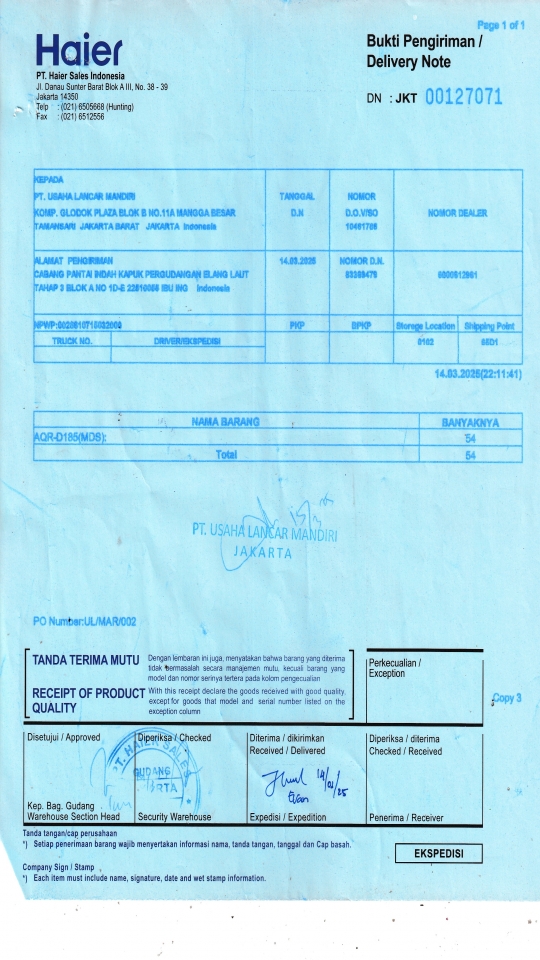 Page 1 of 1
Haier
Bukti Pengiriman /
Delivery Note
PT. Haier Sales Indonesia
Jl. Danau Sunter Barat Blok A III, No. 38 - 39
Jakarta 14350
Telp : (021) 6505668 (Hunting)
Fax : (021) 6512556
DN : JKT 00127071
KEPADA
PT. USAHA LANCAR MANDIRI TANGGAL NOMOR
KOMP. GLODOK PLAZA BLOK B NO.11A MANGGA BESAR D.N D.O.V/SO NOMOR DEALER
TAMANSARI JAKARTA BARAT JAKARTA Indonesia
ALAMAT PENGIRIMAN 14.03.2025 NOMOR D.N.
CABANG PANTAI INDAH KAPUK PERGUDANGAN ELANG LAUT
TAHAP 3 BLOK A NO 1D-E Indonesia
PKP BPKP Storege Location Shipping Point
TRUCK NO. DRIVER/EKSPEDISI 0102
14.03.2025(22:11:41)
NAMA BARANG BANYAKNYA
AQR-D185(MDS): 54
Total 54
PT. USAHA LANCAR MANDIRI
JAKARTA
PO Number:UL/MAR/002
TANDA TERIMA MUTU
Dengan lembaran ini juga, menyatakan bahwa barang yang diterima
tidak bermasalah secara manajemen mutu, kecuali barang yang
model dan nompr serinya tertera pada kolom pengecualian
RECEIPT OF PRODUCT
QUALITY
With this receipt declare the goods received with good quality,
except for goods that model and serial number listed on the
exception column
Perkecualian /
Exception
Copy 3
Disetujui / Approved Diperiksa / Checked Diterima / dikirimkan Diperiksa / diterima
Received / Delivered Checked / Received
PT. HAIER SALES
GUDANG
Kep. Bag. Gudang
Warehouse Section Head Security Warehouse Expedisi / Expedition Penerima / Receiver
Tanda tangan/cap perusahaan
*) Setiap penerimaan barang wajib menyertakan informasi nama, tanda tangan, tanggal dan Cap basah.
EKSPEDISI
Company Sign / Stamp
*) Each item must include name, signature, date and wet stamp information.